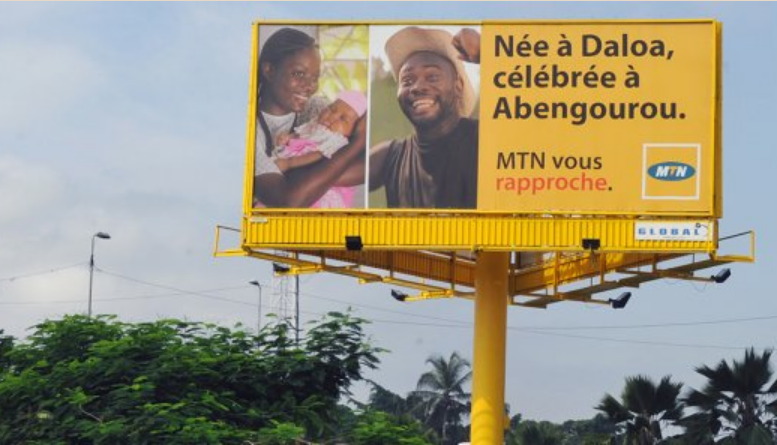 Née à Daloa,
célébrée à
Abengourou.
MTN vous
rapproche.
MTN
GLOBAL